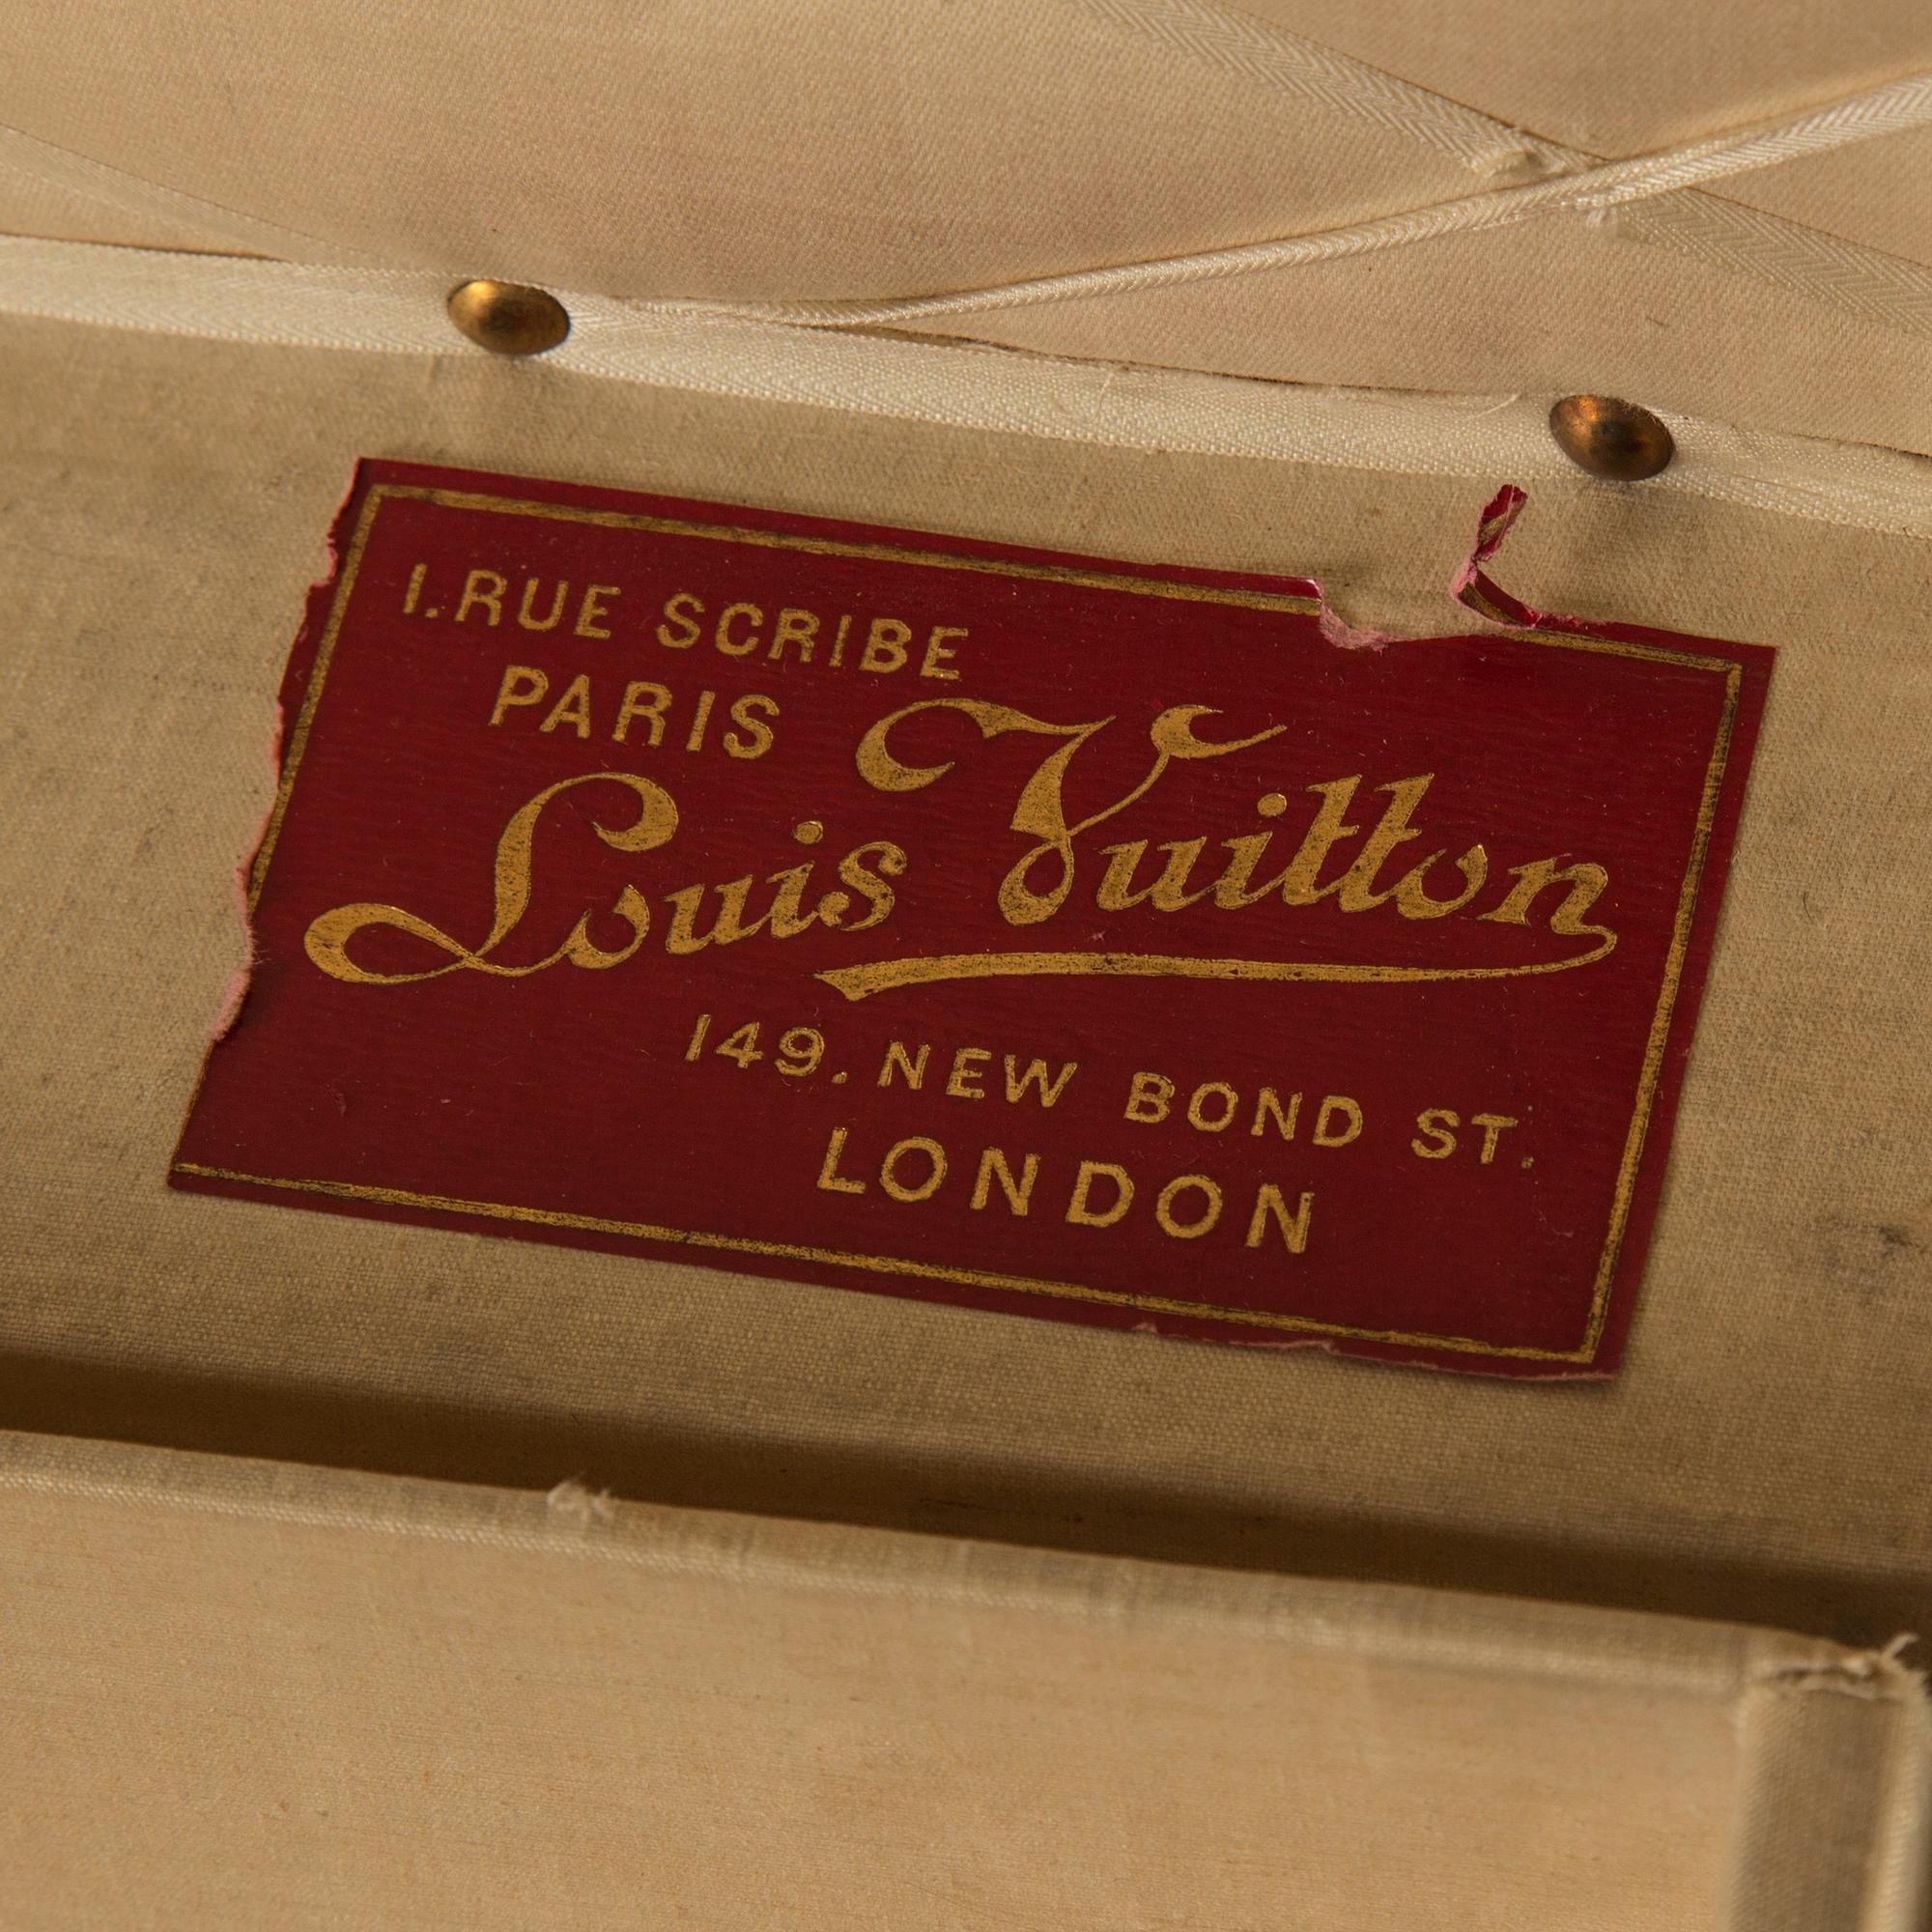 1. RUE SCRIBE
PARIS
Louis Vuitton
149. NEW BOND ST.
LONDON